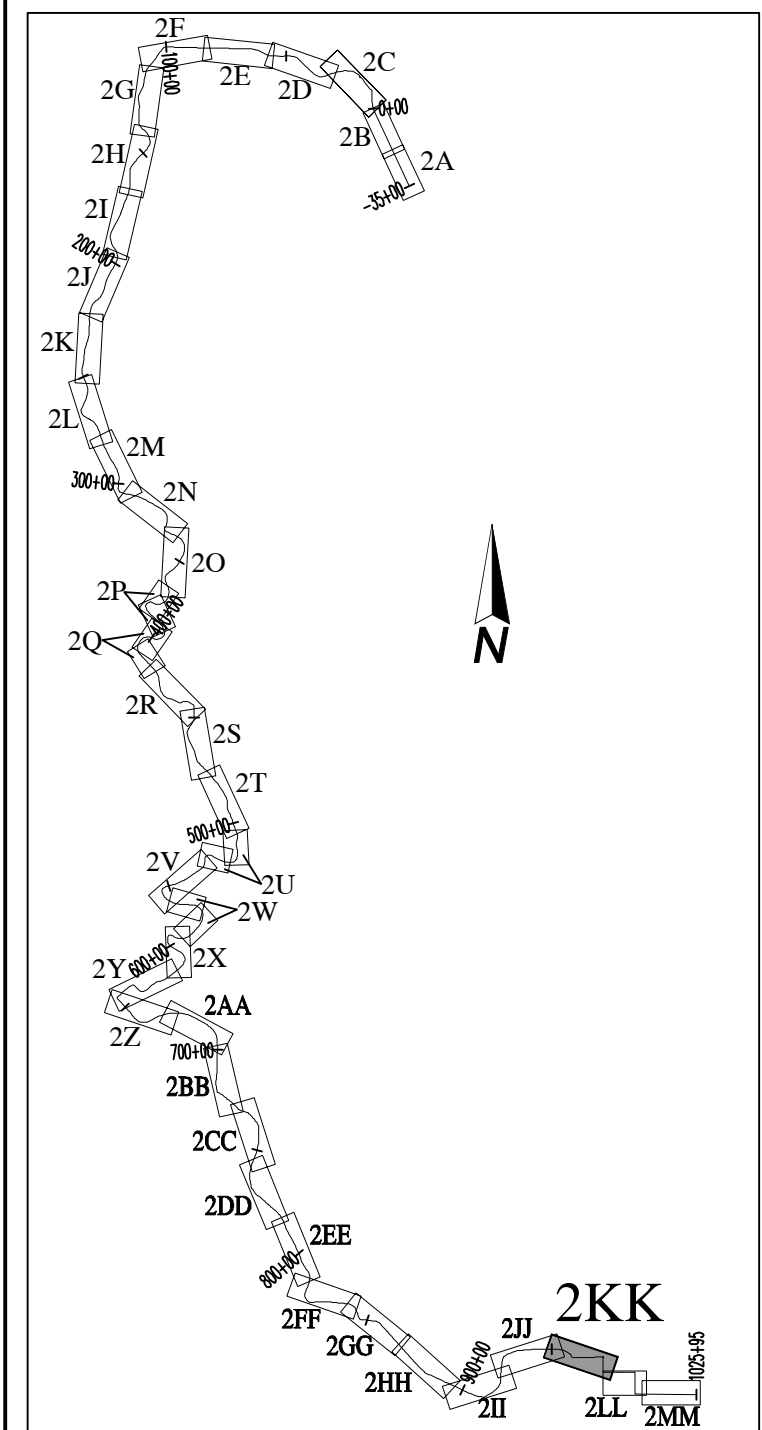 2F
2C
2E
2D
100+00
2G
0+00
2B
2H
2A
-35+00
2I
200+00
2J
2K
2L
2M
300+00
2N
2O
2P
400+00
2Q
N
2R
2S
2T
500+00
2V
2U
2W
2X
600+00
2Y
2AA
2Z
700+00
2BB
2CC
2DD
2EE
800+00
2FF
2KK
2GG
2JJ
2HH
900+00
1025+95
2II
2LL
2MM